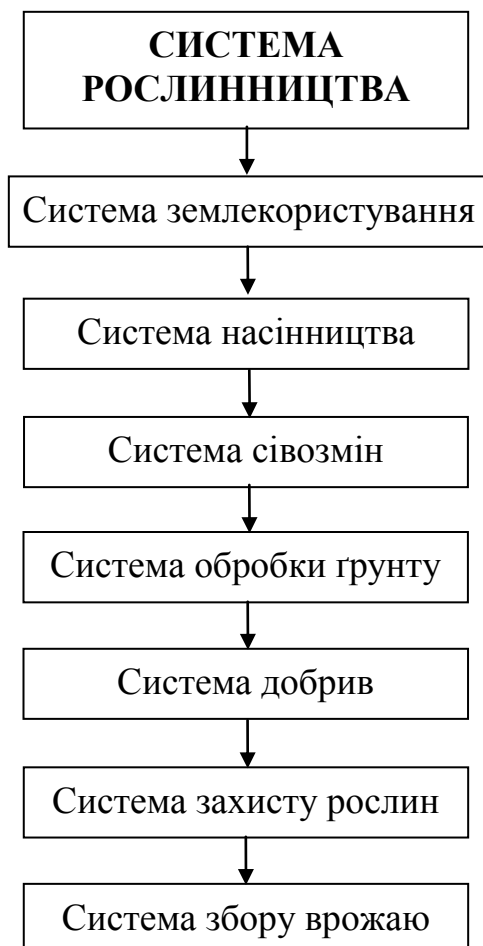 СИСТЕМА
РОСЛИННИЦТВА
Система землекористування
Система насінництва
Система сівозмін
Система обробки ґрунту
Система добрив
Система захисту рослин
Система збору врожаю